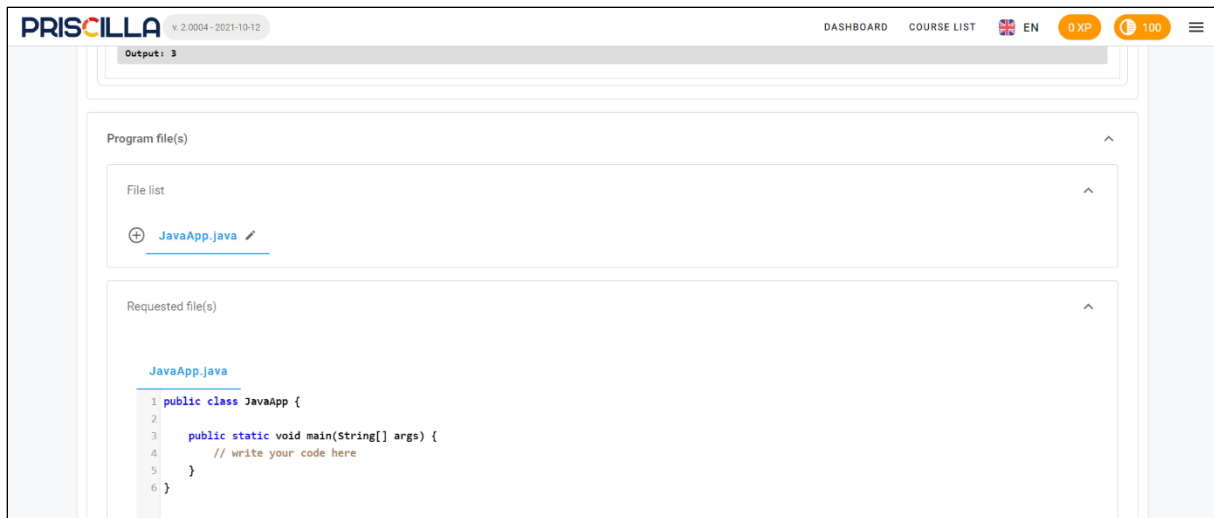 PRISCILLA v. 2.0004 - 2021-10-12 DASHBOARD COURSE LIST EN 0 XP 100
Output: 3
Program file(s)
File list
JavaApp.java
Requested file(s)
JavaApp.java
1 public class JavaApp {
2
3 public static void main(String[] args) {
4 // write your code here
5 }
6 }